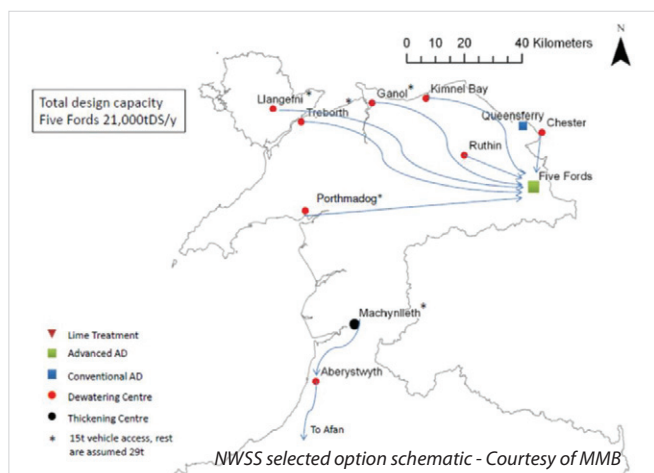 N
0 20 40 Kilometers
Total design capacity
Five Fords 21,000tDS/y
Llangefni*
*
Ganol*
Kimnel Bay
Treborth
Queensferry
Chester
Ruthin
Five Fords
Porthmadog*
Machynlleth*
Aberystwyth
To Afan
Lime Treatment
Advanced AD
Conventional AD
Dewatering Centre
Thickening Centre
* 15t vehicle access, rest
are assumed 29t
NWSS selected option schematic - Courtesy of MMB